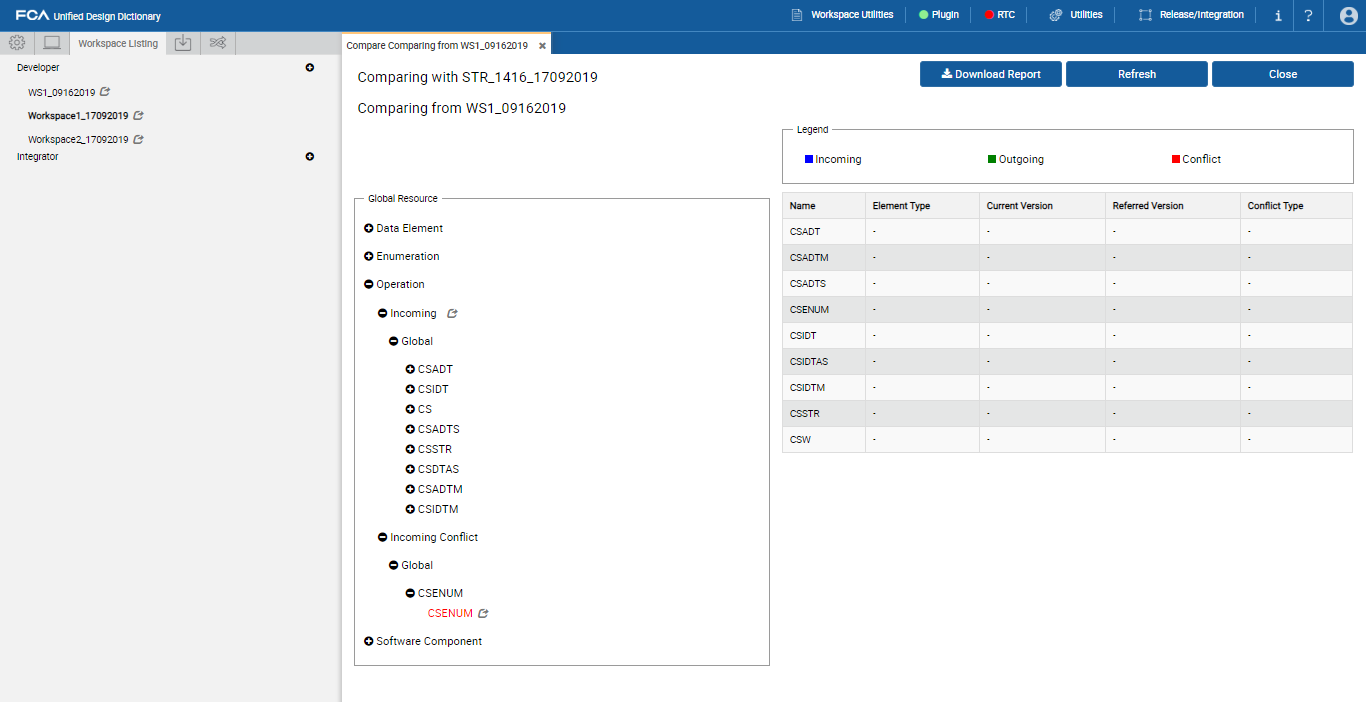 FCA Unified Design Dictionary
Workspace Utilities
Plugin
RTC
Utilities
Release/Integration
i
?
Workspace Listing
Compare Comparing from WS1_09162019 ×
Developer
WS1_09162019
Workspace1_17092019
Workspace2_17092019
Integrator
Comparing with STR_1416_17092019
Comparing from WS1_09162019
Download Report
Refresh
Close
Legend
Incoming
Outgoing
Conflict
Global Resource
Data Element
Enumeration
Operation
Incoming
Global
CSADT
CSIDT
CS
CSADTS
CSSTR
CSDTAS
CSADTM
CSIDTM
Incoming Conflict
Global
CSENUM
CSENUM
Software Component
Name Element Type Current Version Referred Version Conflict Type
CSADT - - - -
CSADTM - - - -
CSADTS - - - -
CSENUM - - - -
CSIDT - - - -
CSIDTAS - - - -
CSIDTM - - - -
CSSTR - - - -
CSW - - - -